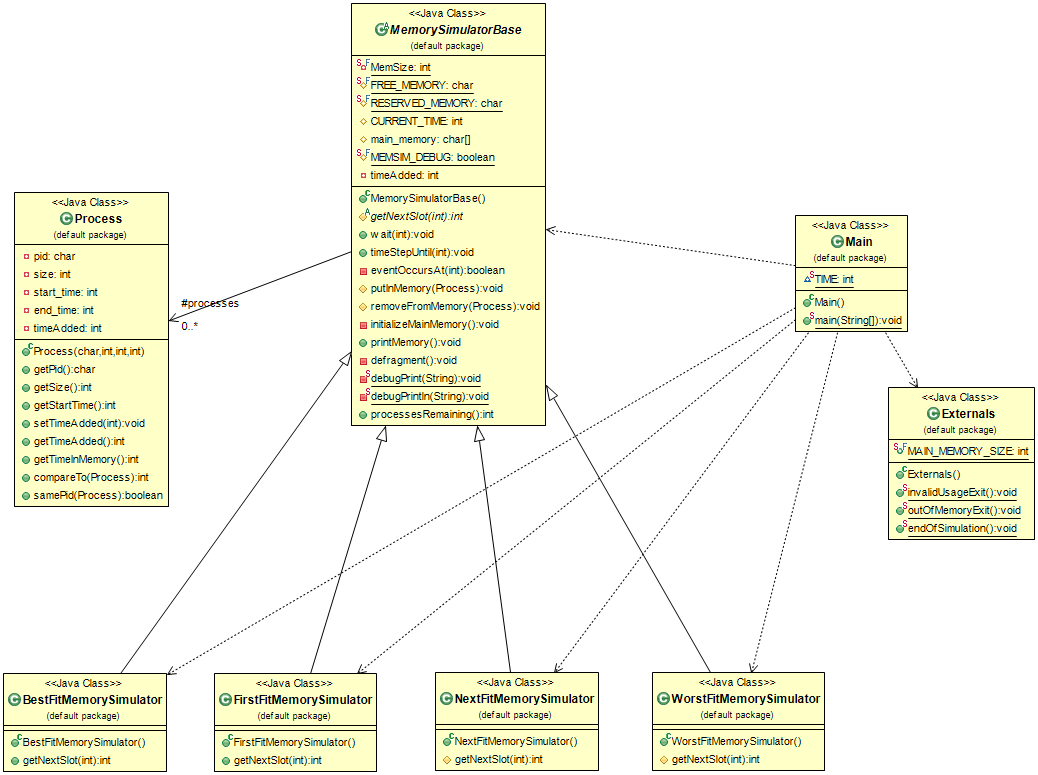 <<Java Class>>
MemorySimulatorBase
(default package)
MemSize: int
FREE_MEMORY: char
RESERVED_MEMORY: char
CURRENT_TIME: int
main_memory: char[]
MEMSIM_DEBUG: boolean
timeAdded: int
MemorySimulatorBase()
getNextSlot(int):int
wait(int):void
timeStepUntil(int):void
eventOccursAt(int):boolean
putInMemory(Process):void
removeFromMemory(Process):void
initializeMainMemory():void
printMemory():void
defragment():void
debugPrint(String):void
debugPrintln(String):void
processesRemaining():int
<<Java Class>>
Process
(default package)
pid: char
size: int
start_time: int
end_time: int
timeAdded: int
Process(char,int,int,int)
getPid():char
getSize():int
getStartTime():int
setTimeAdded(int):void
getTimeAdded():int
getTimeInMemory():int
compareTo(Process):int
samePid(Process):boolean
#processes
0..*
<<Java Class>>
Main
(default package)
TIME: int
Main()
main(String[]):void
<<Java Class>>
Externals
(default package)
MAIN_MEMORY_SIZE: int
Externals()
invalidUsageExit():void
outOfMemoryExit():void
endOfSimulation():void
<<Java Class>>
BestFitMemorySimulator
(default package)
BestFitMemorySimulator()
getNextSlot(int):int
<<Java Class>>
FirstFitMemorySimulator
(default package)
FirstFitMemorySimulator()
getNextSlot(int):int
<<Java Class>>
NextFitMemorySimulator
(default package)
NextFitMemorySimulator()
getNextSlot(int):int
<<Java Class>>
WorstFitMemorySimulator
(default package)
WorstFitMemorySimulator()
getNextSlot(int):int